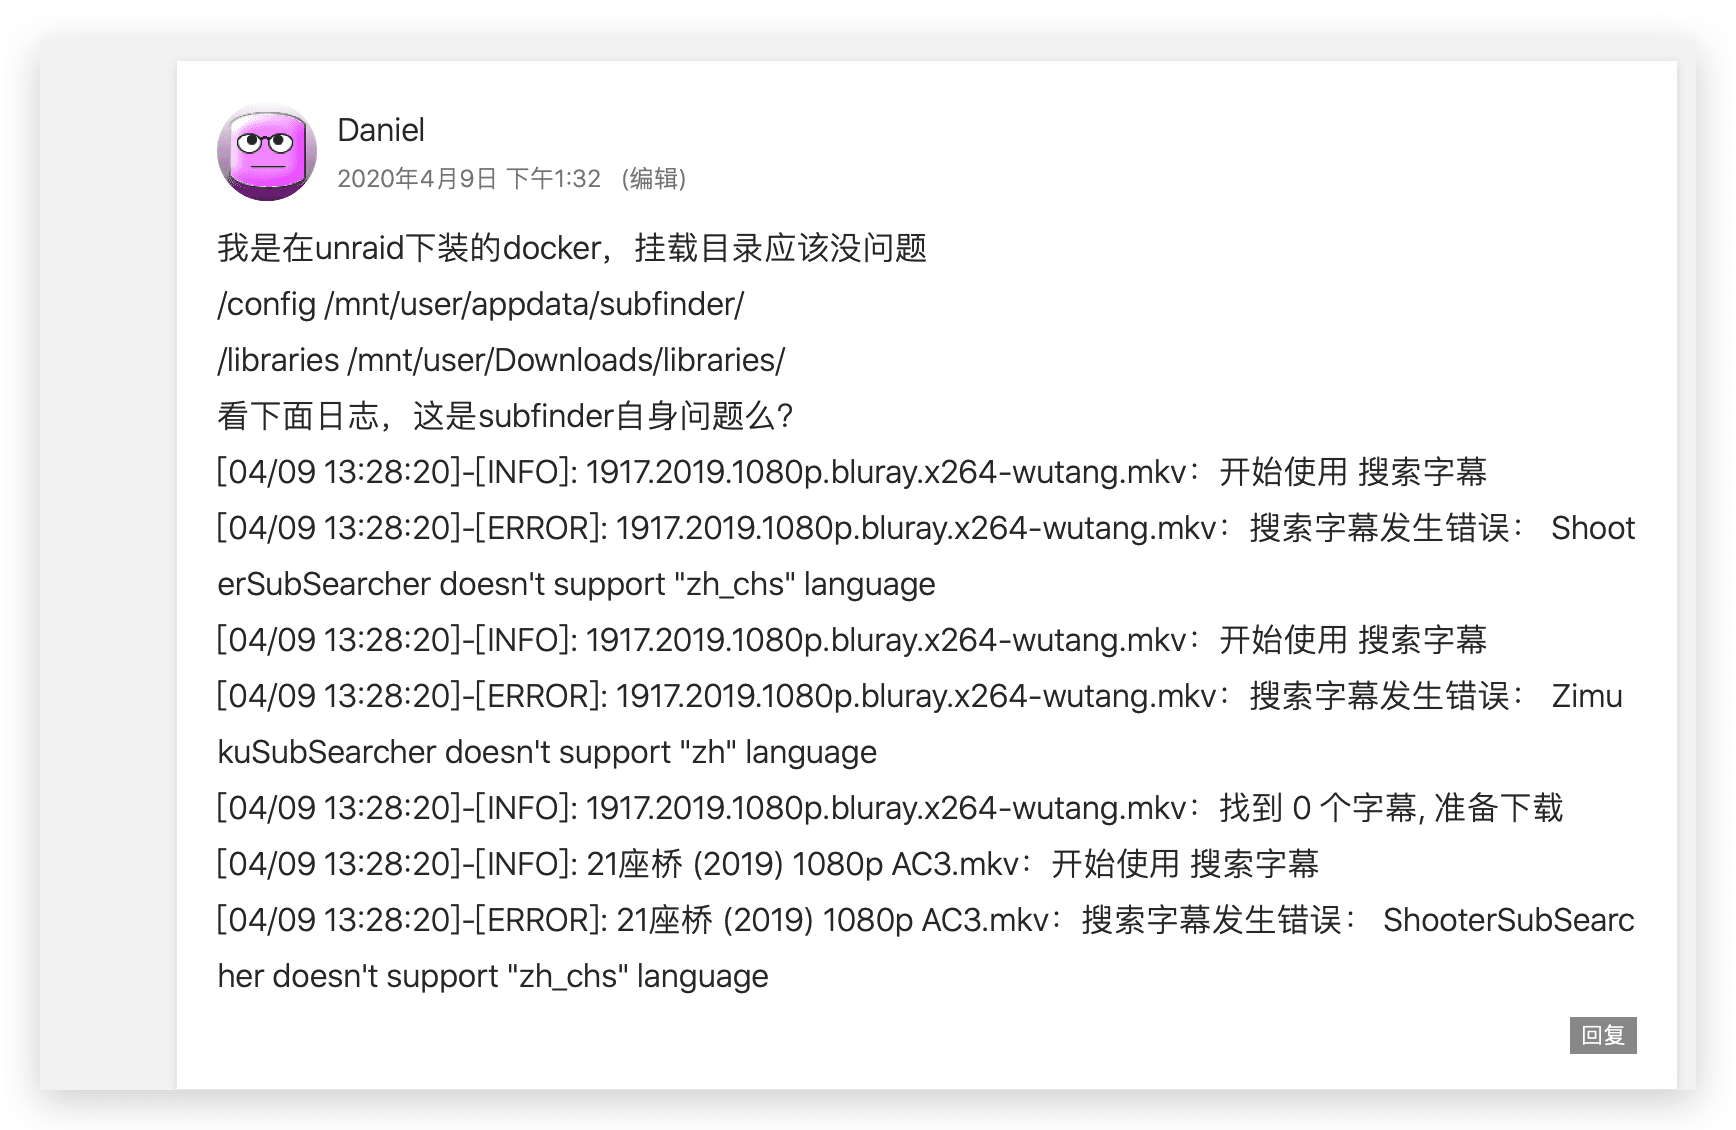 Daniel
2020年4月9日 下午1:32 (编辑)
我是在unraid下装的docker，挂载目录应该没问题
/config /mnt/user/appdata/subfinder/
/libraries /mnt/user/Downloads/libraries/
看下面日志，这是subfinder自身问题么？
[04/09 13:28:20]-[INFO]: 1917.2019.1080p.bluray.x264-wutang.mkv：开始使用 搜索字幕
[04/09 13:28:20]-[ERROR]: 1917.2019.1080p.bluray.x264-wutang.mkv：搜索字幕发生错误： Shoot
erSubSearcher doesn't support "zh_chs" language
[04/09 13:28:20]-[INFO]: 1917.2019.1080p.bluray.x264-wutang.mkv：开始使用 搜索字幕
[04/09 13:28:20]-[ERROR]: 1917.2019.1080p.bluray.x264-wutang.mkv：搜索字幕发生错误： Zimu
kuSubSearcher doesn't support "zh" language
[04/09 13:28:20]-[INFO]: 1917.2019.1080p.bluray.x264-wutang.mkv：找到 0 个字幕, 准备下载
[04/09 13:28:20]-[INFO]: 21座桥 (2019) 1080p AC3.mkv：开始使用 搜索字幕
[04/09 13:28:20]-[ERROR]: 21座桥 (2019) 1080p AC3.mkv：搜索字幕发生错误： ShooterSubSearc
her doesn't support "zh_chs" language
回复